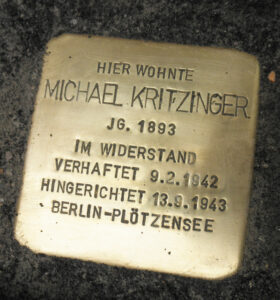 HIER WOHNTE
MICHAEL KRITZINGER
JG. 1893
IM WIDERSTAND
VERHAFTET 9.2.1942
HINGERICHTET 13.9.1943
BERLIN-PLÖTZENSEE